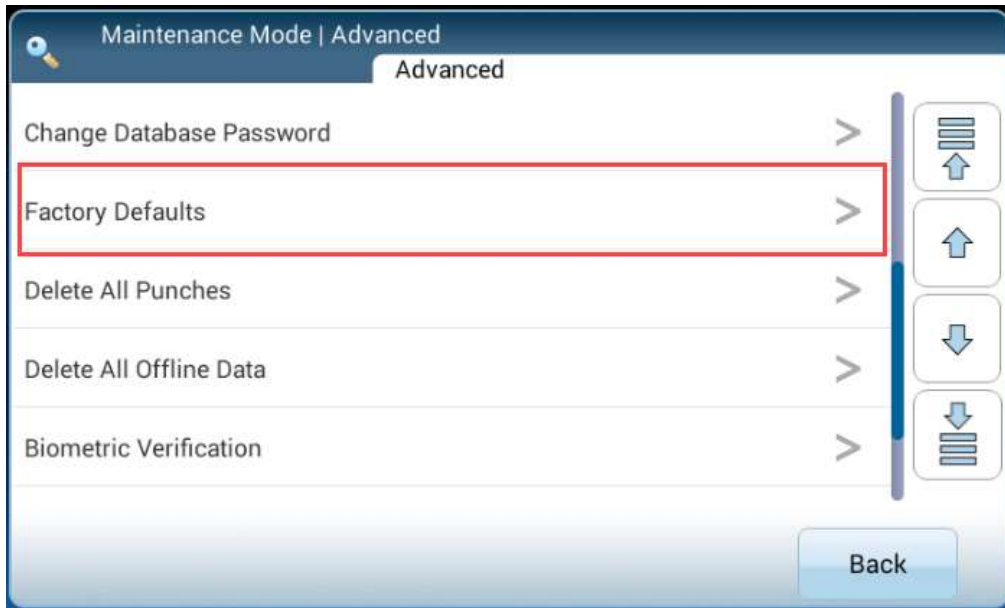 Maintenance Mode | Advanced
Advanced
Change Database Password
Factory Defaults
Delete All Punches
Delete All Offline Data
Biometric Verification
Back